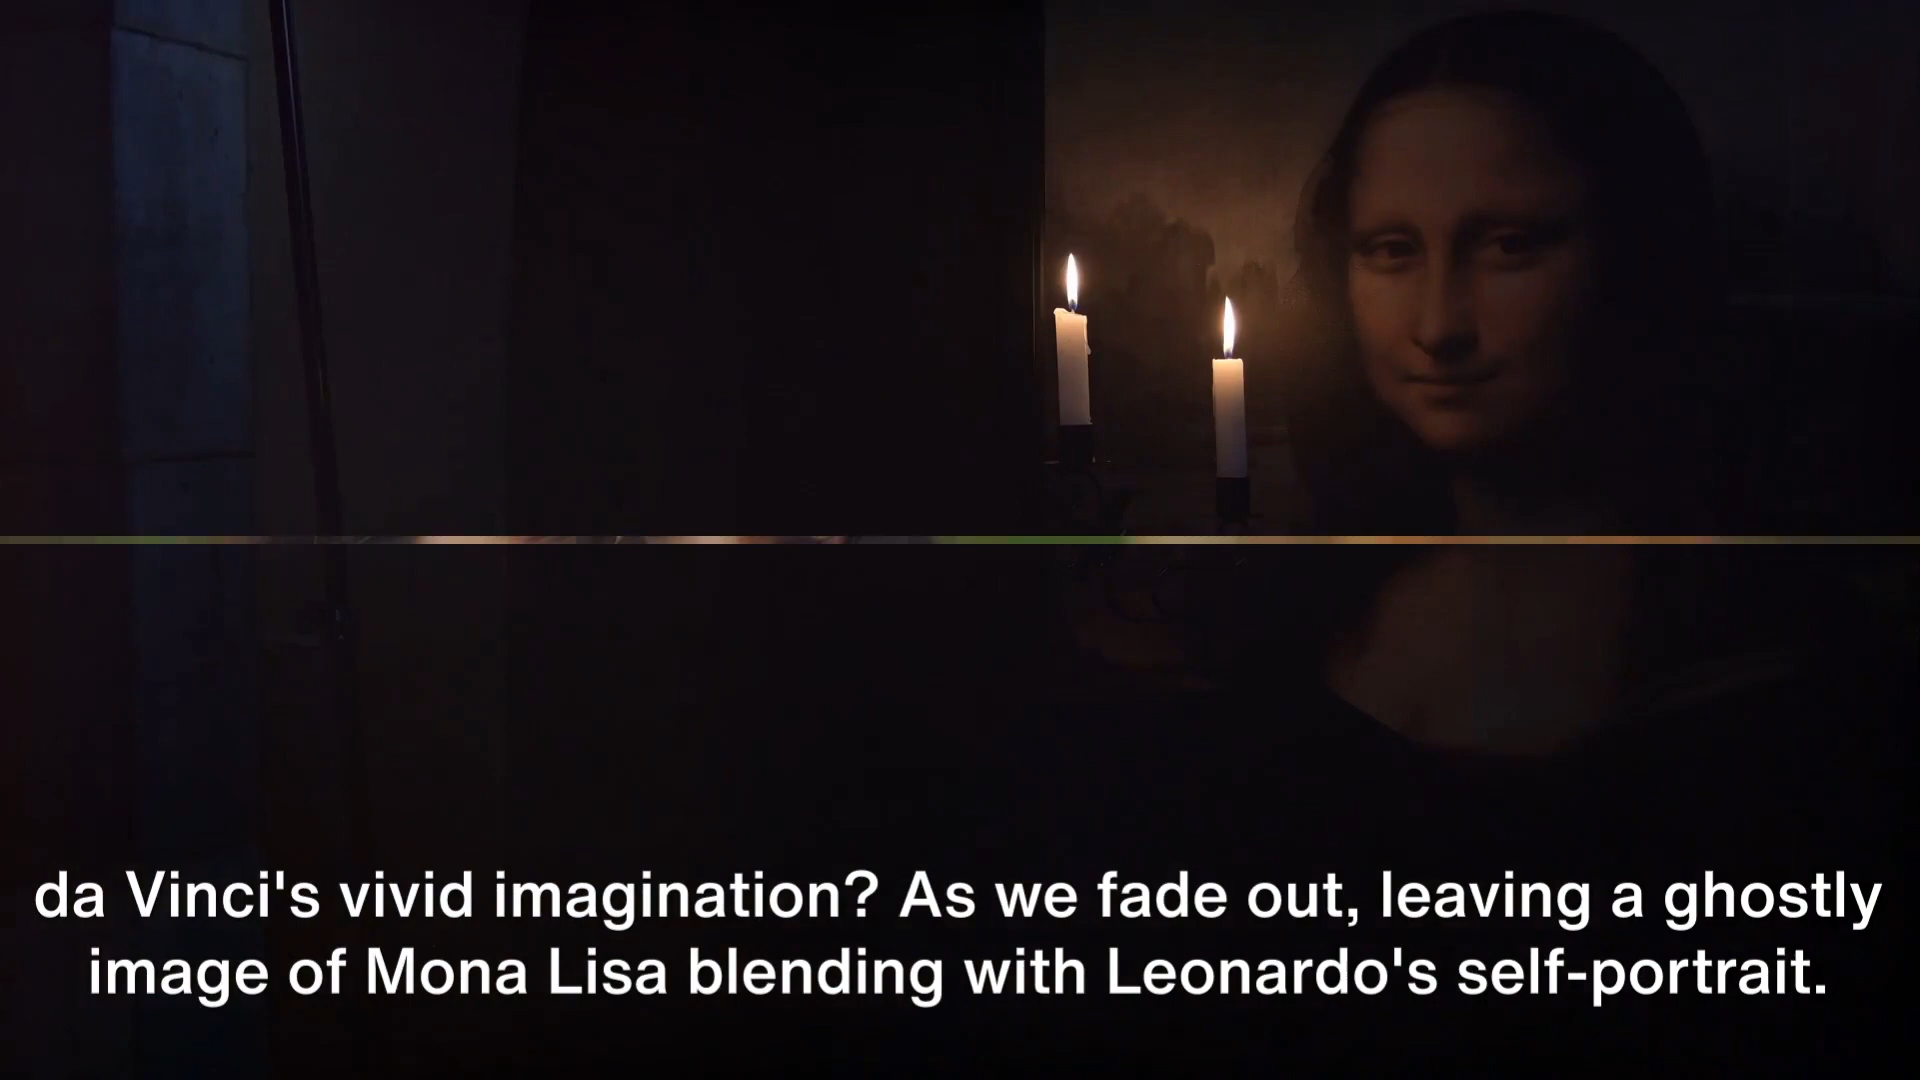 da Vinci's vivid imagination? As we fade out, leaving a ghostly
image of Mona Lisa blending with Leonardo's self-portrait.